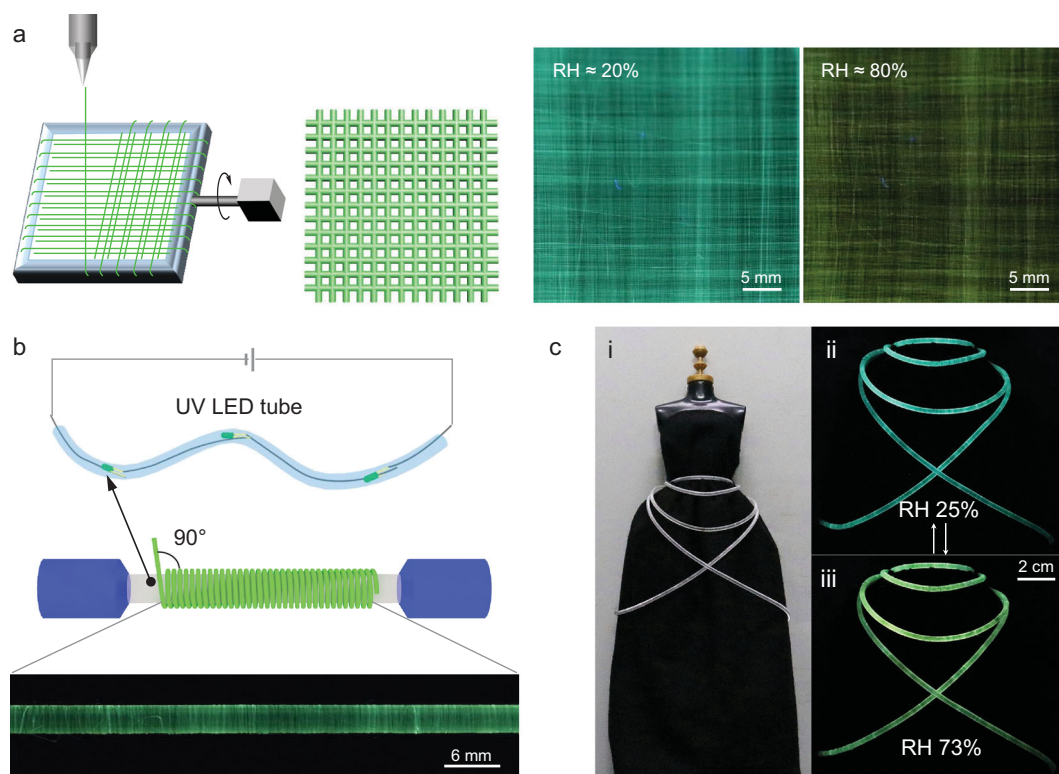 a
RH ≈ 20%
RH ≈ 80%
5 mm
5 mm
b
UV LED tube
90°
6 mm
c
i
ii
RH 25%
iii
2 cm
RH 73%